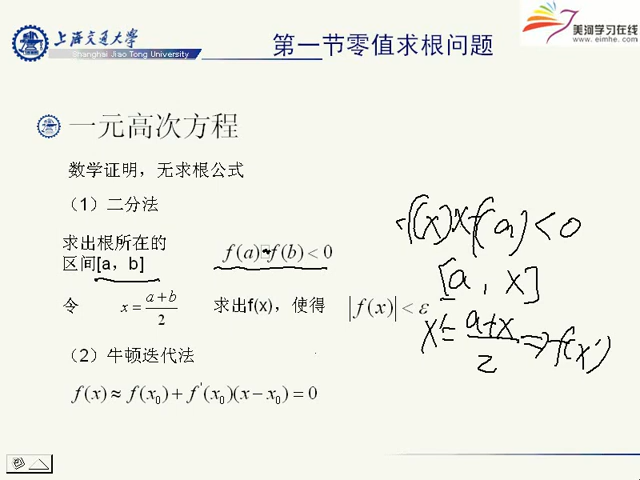 上海交通大学
Shanghai Jiao Tong University
第一节零值求根问题
美河学习在线
www.eimhe.com
一元高次方程
数学证明，无求根公式
（1）二分法
求出根所在的
区间[a，b]
f(a) f(b) < 0
令 x = (a+b)/2 求出f(x)，使得 |f(x)| < ε
（2）牛顿迭代法
f(x) ≈ f(x₀) + f'(x₀)(x − x₀) = 0
f(x) x f(a) < 0
[a , x]
x' = (a+x)/2 ⇒ f(x')